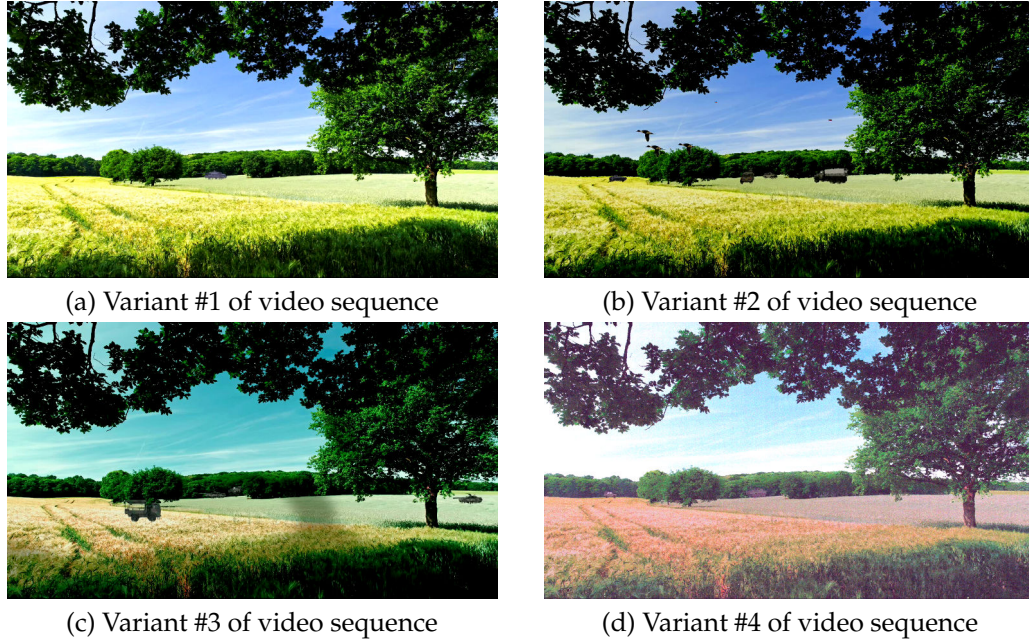 (a) Variant #1 of video sequence
(b) Variant #2 of video sequence
(c) Variant #3 of video sequence
(d) Variant #4 of video sequence